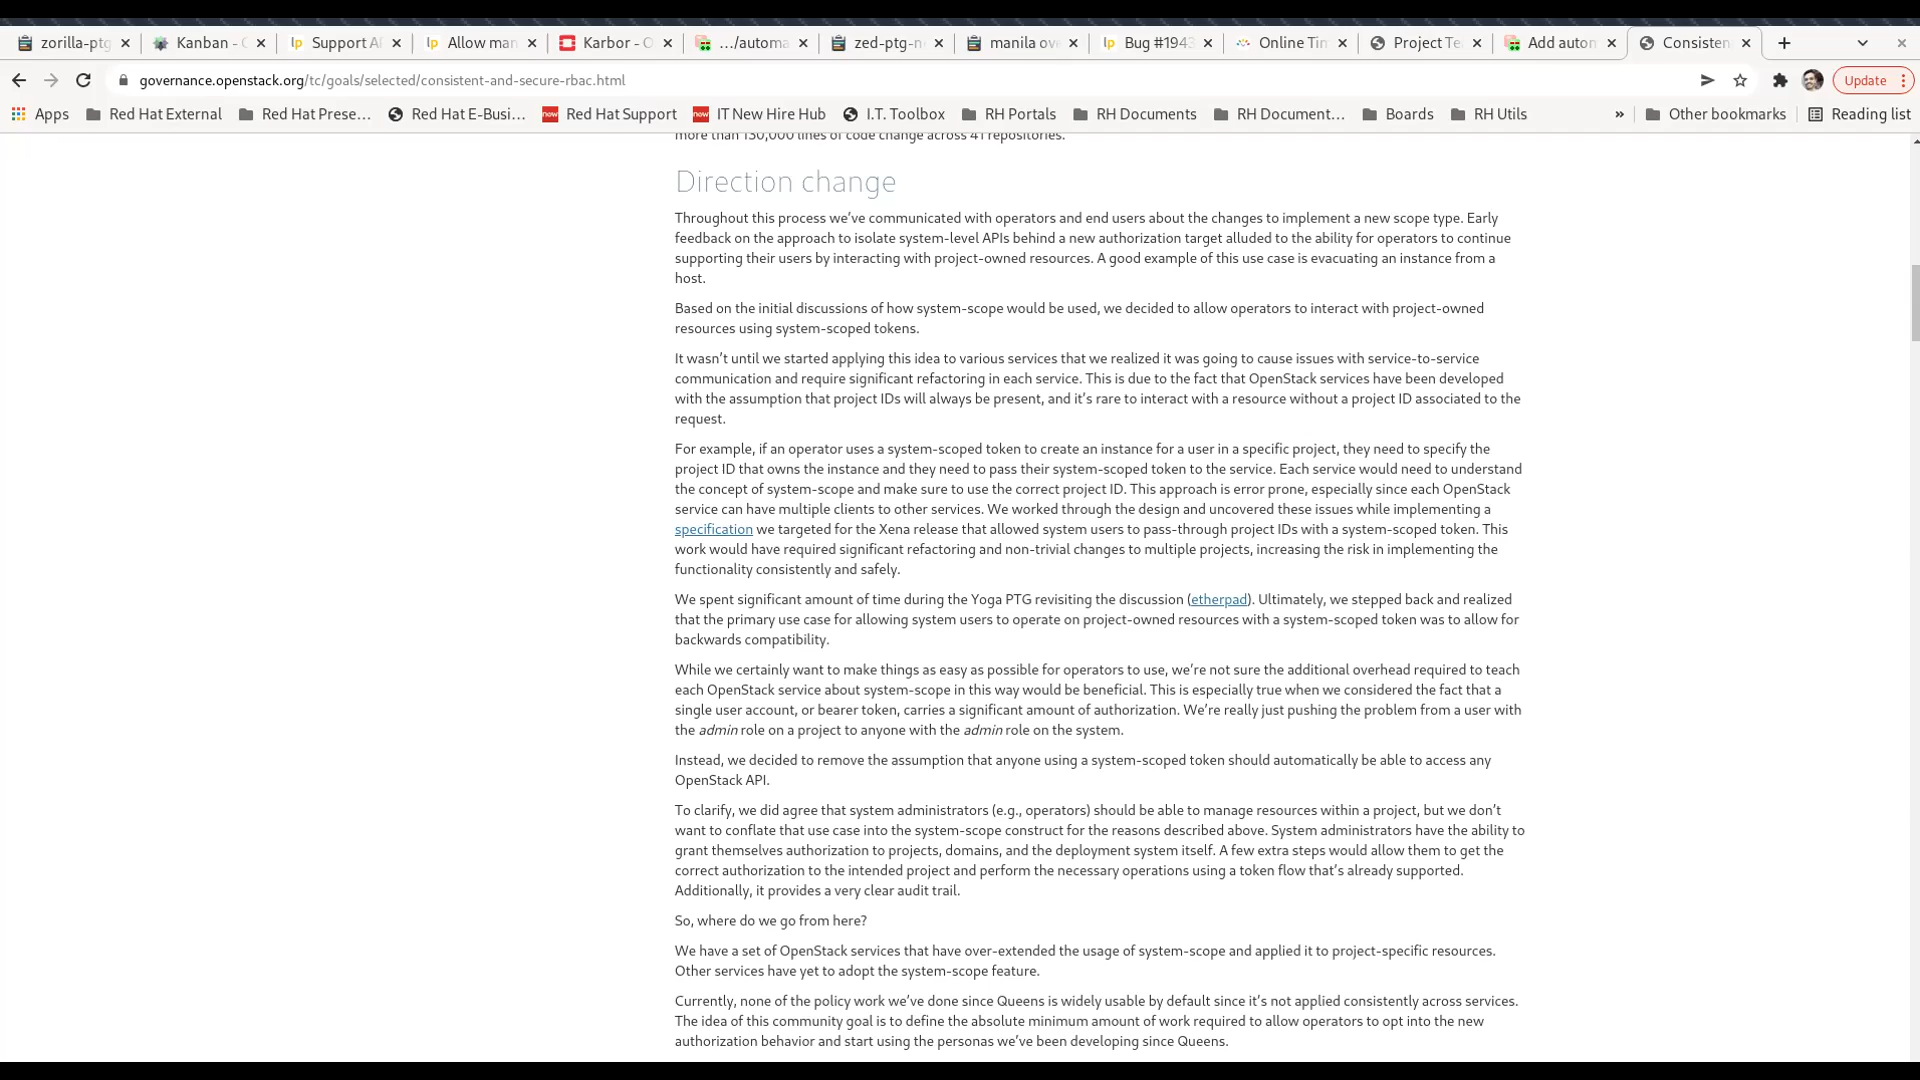 zorilla-ptg
Kanban - C
Support AI
Allow man
Karbor - O
.../automa
zed-ptg-n
manila ov
Bug #1943
Online Tim
Project Te
Add auton
Consisten
governance.openstack.org/tc/goals/selected/consistent-and-secure-rbac.html
Update
Apps
Red Hat External
Red Hat Prese...
Red Hat E-Busi...
Red Hat Support
IT New Hire Hub
I.T. Toolbox
RH Portals
RH Documents
RH Document...
Boards
RH Utils
»
Other bookmarks
Reading list
more than 130,000 lines of code change across 41 repositories.
Direction change
Throughout this process we've communicated with operators and end users about the changes to implement a new scope type. Early
feedback on the approach to isolate system-level APIs behind a new authorization target alluded to the ability for operators to continue
supporting their users by interacting with project-owned resources. A good example of this use case is evacuating an instance from a
host.
Based on the initial discussions of how system-scope would be used, we decided to allow operators to interact with project-owned
resources using system-scoped tokens.
It wasn't until we started applying this idea to various services that we realized it was going to cause issues with service-to-service
communication and require significant refactoring in each service. This is due to the fact that OpenStack services have been developed
with the assumption that project IDs will always be present, and it's rare to interact with a resource without a project ID associated to the
request.
For example, if an operator uses a system-scoped token to create an instance for a user in a specific project, they need to specify the
project ID that owns the instance and they need to pass their system-scoped token to the service. Each service would need to understand
the concept of system-scope and make sure to use the correct project ID. This approach is error prone, especially since each OpenStack
service can have multiple clients to other services. We worked through the design and uncovered these issues while implementing a
specification we targeted for the Xena release that allowed system users to pass-through project IDs with a system-scoped token. This
work would have required significant refactoring and non-trivial changes to multiple projects, increasing the risk in implementing the
functionality consistently and safely.
We spent significant amount of time during the Yoga PTG revisiting the discussion (etherpad). Ultimately, we stepped back and realized
that the primary use case for allowing system users to operate on project-owned resources with a system-scoped token was to allow for
backwards compatibility.
While we certainly want to make things as easy as possible for operators to use, we're not sure the additional overhead required to teach
each OpenStack service about system-scope in this way would be beneficial. This is especially true when we considered the fact that a
single user account, or bearer token, carries a significant amount of authorization. We're really just pushing the problem from a user with
the admin role on a project to anyone with the admin role on the system.
Instead, we decided to remove the assumption that anyone using a system-scoped token should automatically be able to access any
OpenStack API.
To clarify, we did agree that system administrators (e.g., operators) should be able to manage resources within a project, but we don't
want to conflate that use case into the system-scope construct for the reasons described above. System administrators have the ability to
grant themselves authorization to projects, domains, and the deployment system itself. A few extra steps would allow them to get the
correct authorization to the intended project and perform the necessary operations using a token flow that's already supported.
Additionally, it provides a very clear audit trail.
So, where do we go from here?
We have a set of OpenStack services that have over-extended the usage of system-scope and applied it to project-specific resources.
Other services have yet to adopt the system-scope feature.
Currently, none of the policy work we've done since Queens is widely usable by default since it's not applied consistently across services.
The idea of this community goal is to define the absolute minimum amount of work required to allow operators to opt into the new
authorization behavior and start using the personas we've been developing since Queens.